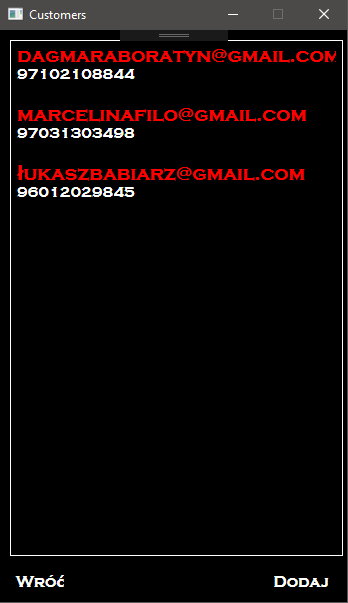 Customers
DAGMARABORATYN@GMAIL.COM
97102108844
MARCELINAFILO@GMAIL.COM
97031303498
łUKASZBABIARZ@GMAIL.COM
96012029845
Wróć Dodaj